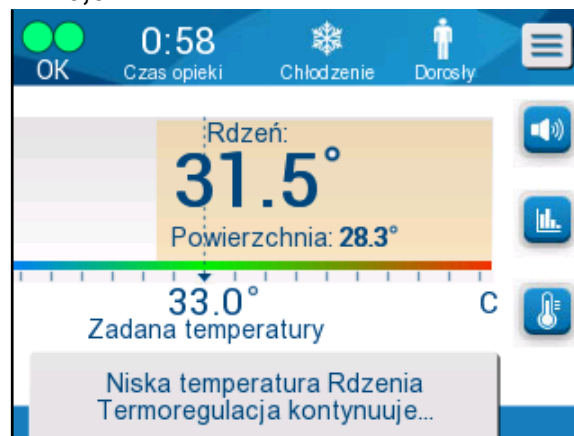 OK
0:58
Czas opieki
Chłodzenie
Dorosły
Rdzeń:
31.5°
Powierzchnia: 28.3°
33.0°
C
Zadana temperatury
Niska temperatura Rdzenia
Termoregulacja kontynuuje...